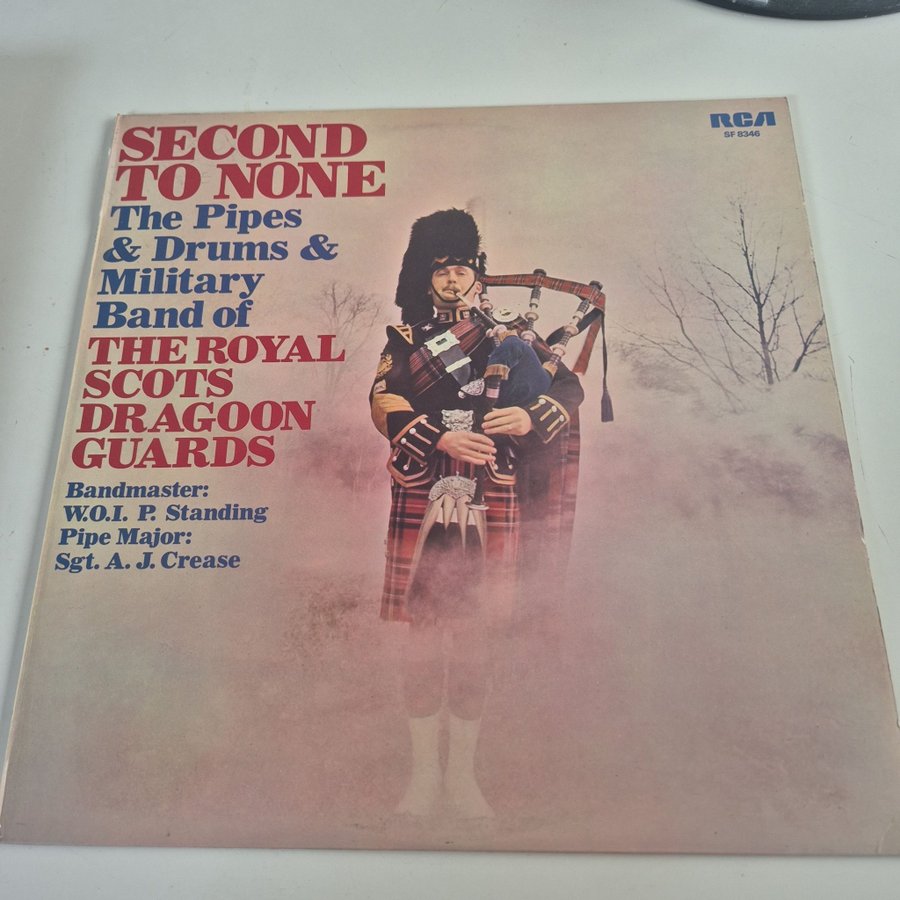 SECOND
TO NONE
The Pipes
& Drums &
Military
Band of
THE ROYAL
SCOTS
DRAGOON
GUARDS
Bandmaster:
W.O.I. P. Standing
Pipe Major:
Sgt. A. J. Crease
RCA
SF 8346